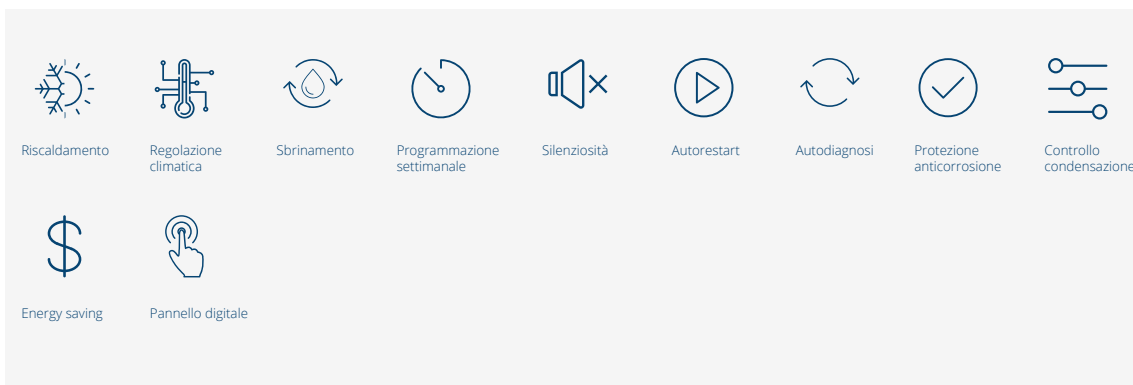 Riscaldamento
Regolazione
climatica
Sbrinamento
Programmazione
settimanale
Silenziosità
Autorestart
Autodiagnosi
Protezione
anticorrosione
Controllo
condensazione
Energy saving
Pannello digitale